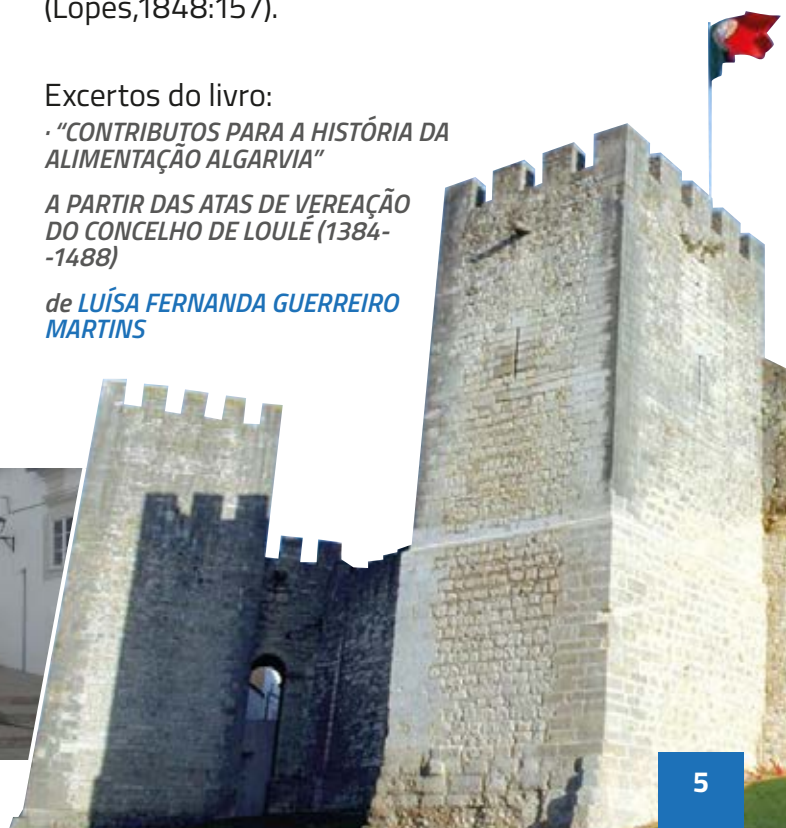 (Lopes,1848:157).
Excertos do livro:
· “CONTRIBUTOS PARA A HISTÓRIA DA
ALIMENTAÇÃO ALGARVIA”
A PARTIR DAS ATAS DE VEREAÇÃO
DO CONCELHO DE LOULÉ (1384-
-1488)
de LUÍSA FERNANDA GUERREIRO
MARTINS
5